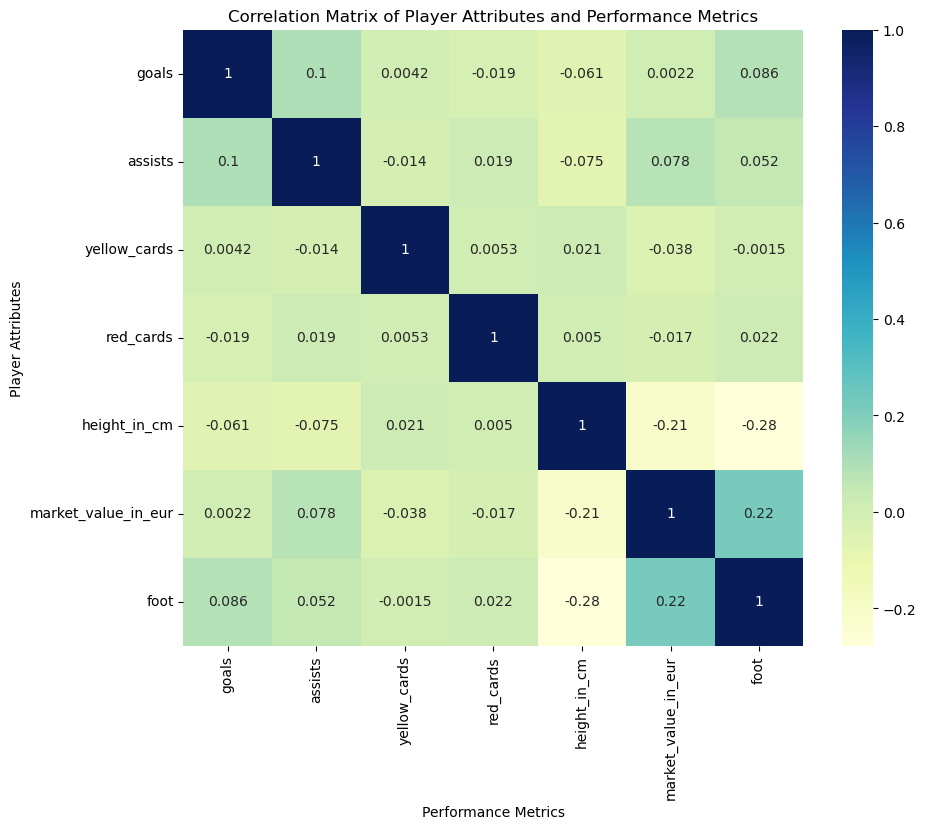 Correlation Matrix of Player Attributes and Performance Metrics
goals 1 0.1 0.0042 -0.019 -0.061 0.0022 0.086
assists 0.1 1 -0.014 0.019 -0.075 0.078 0.052
yellow_cards 0.0042 -0.014 1 0.0053 0.021 -0.038 -0.0015
red_cards -0.019 0.019 0.0053 1 0.005 -0.017 0.022
height_in_cm -0.061 -0.075 0.021 0.005 1 -0.21 -0.28
market_value_in_eur 0.0022 0.078 -0.038 -0.017 -0.21 1 0.22
foot 0.086 0.052 -0.0015 0.022 -0.28 0.22 1
Player Attributes
goals
assists
yellow_cards
red_cards
height_in_cm
market_value_in_eur
foot
Performance Metrics
1.0
0.8
0.6
0.4
0.2
0.0
−0.2